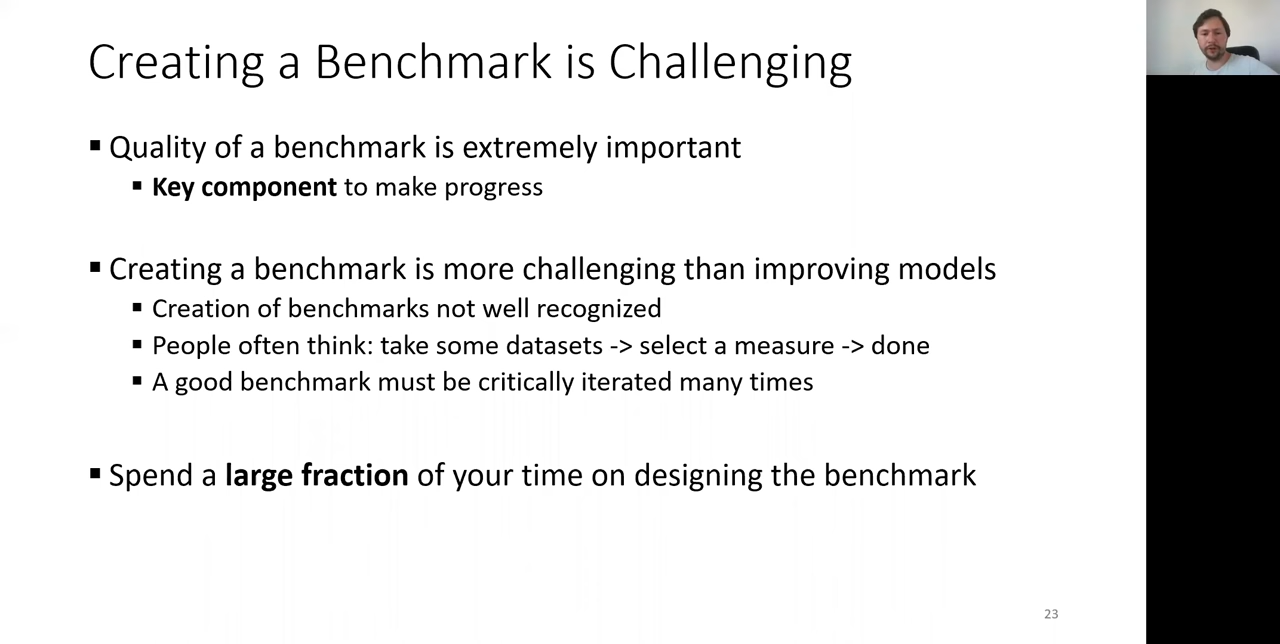 Creating a Benchmark is Challenging
▪ Quality of a benchmark is extremely important
▪ Key component to make progress
▪ Creating a benchmark is more challenging than improving models
▪ Creation of benchmarks not well recognized
▪ People often think: take some datasets -> select a measure -> done
▪ A good benchmark must be critically iterated many times
▪ Spend a large fraction of your time on designing the benchmark
23